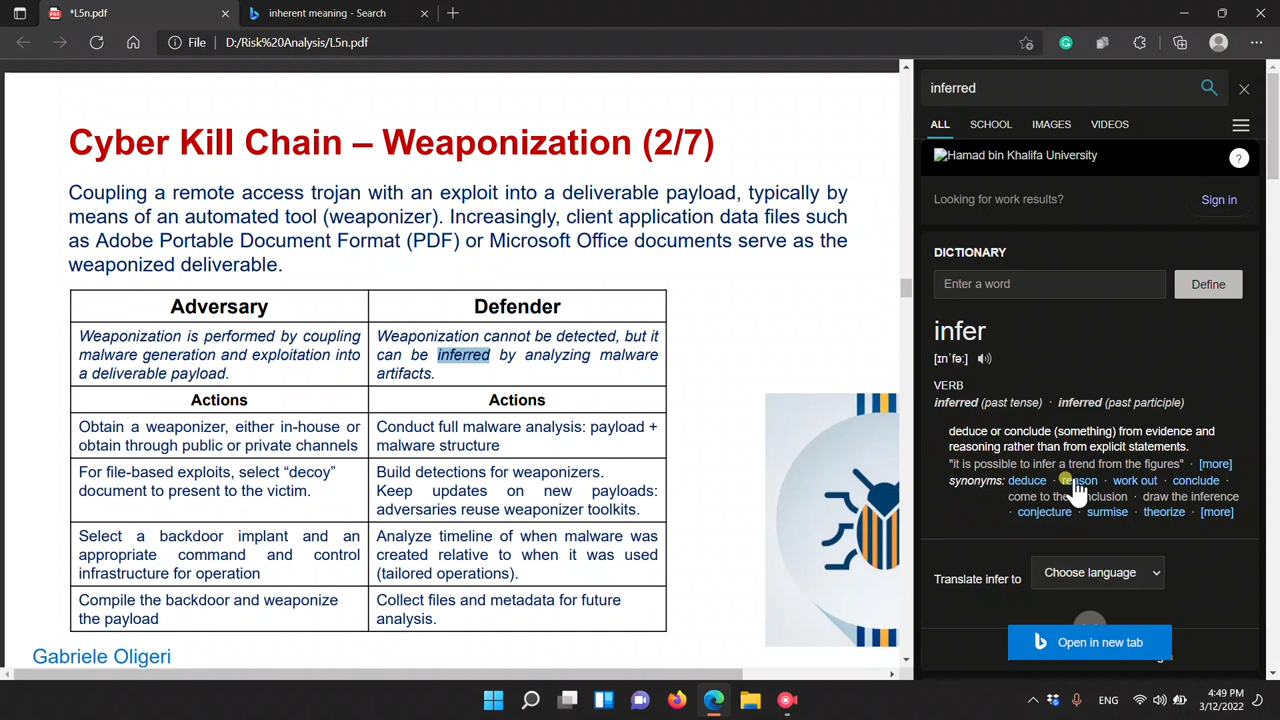 *L5n.pdf
inherent meaning - Search
File
D:/Risk%20Analysis/L5n.pdf
Cyber Kill Chain – Weaponization (2/7)
Coupling a remote access trojan with an exploit into a deliverable payload, typically by
means of an automated tool (weaponizer). Increasingly, client application data files such
as Adobe Portable Document Format (PDF) or Microsoft Office documents serve as the
weaponized deliverable.
Adversary
Defender
Weaponization is performed by coupling
malware generation and exploitation into
a deliverable payload.
Weaponization cannot be detected, but it
can be inferred by analyzing malware
artifacts.
Actions
Actions
Obtain a weaponizer, either in-house or
obtain through public or private channels
Conduct full malware analysis: payload +
malware structure
For file-based exploits, select “decoy”
document to present to the victim.
Build detections for weaponizers.
Keep updates on new payloads:
adversaries reuse weaponizer toolkits.
Select a backdoor implant and an
appropriate command and control
infrastructure for operation
Analyze timeline of when malware was
created relative to when it was used
(tailored operations).
Compile the backdoor and weaponize
the payload
Collect files and metadata for future
analysis.
Gabriele Oligeri
inferred
ALL SCHOOL IMAGES VIDEOS
Hamad bin Khalifa University
?
Looking for work results?
Sign in
DICTIONARY
Enter a word
Define
infer
[ɪnˈfəː]
VERB
inferred (past tense) · inferred (past participle)
deduce or conclude (something) from evidence and
reasoning rather than from explicit statements.
"it is possible to infer a trend from the figures" · [more]
synonyms: deduce · reason · work out · conclude ·
come to the conclusion · draw the inference
· conjecture · surmise · theorize · [more]
Translate infer to
Choose language
Open in new tab
ENG
4:49 PM
3/12/2022